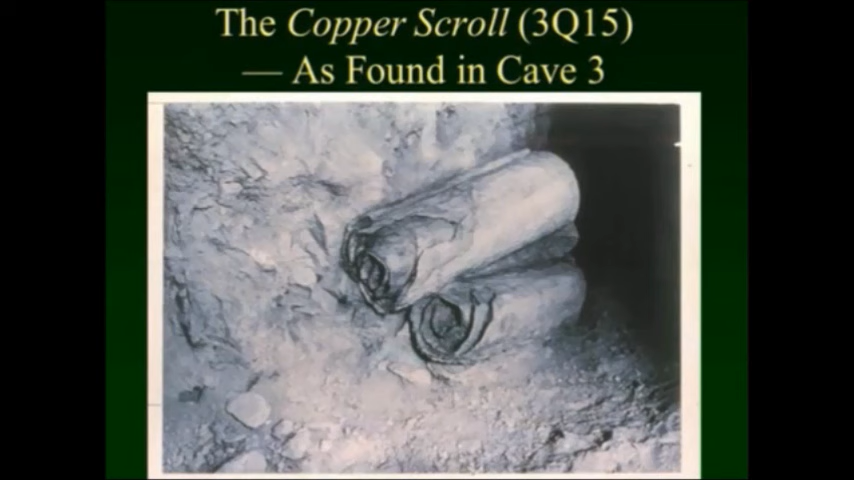 The Copper Scroll (3Q15)
— As Found in Cave 3